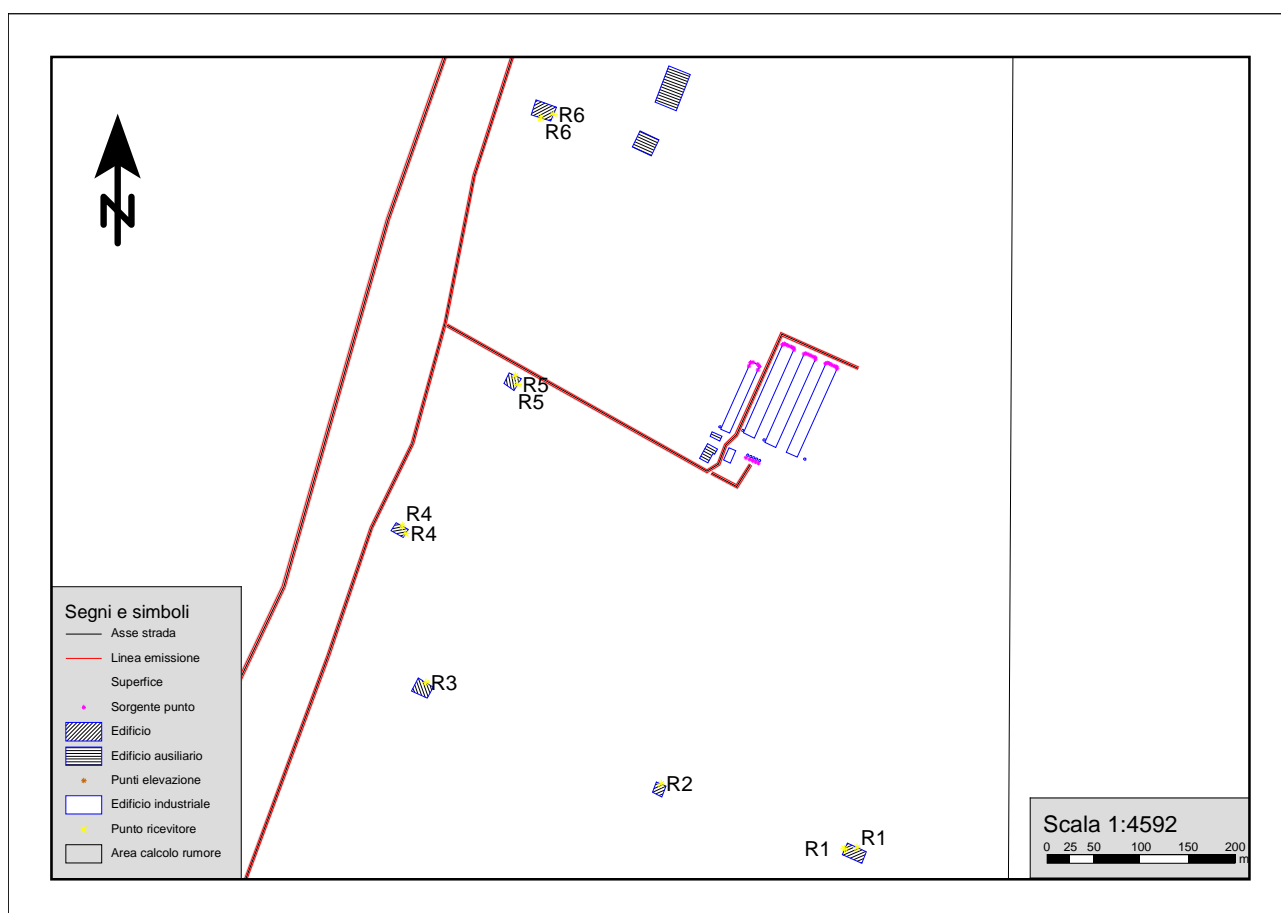 R6
R6
N
R5
R5
R4
R4
R3
R2
R1
R1
Segni e simboli
Asse strada
Linea emissione
Superfice
Sorgente punto
Edificio
Edificio ausiliario
Punti elevazione
Edificio industriale
Punto ricevitore
Area calcolo rumore
Scala 1:4592
0 25 50 100 150 200
m